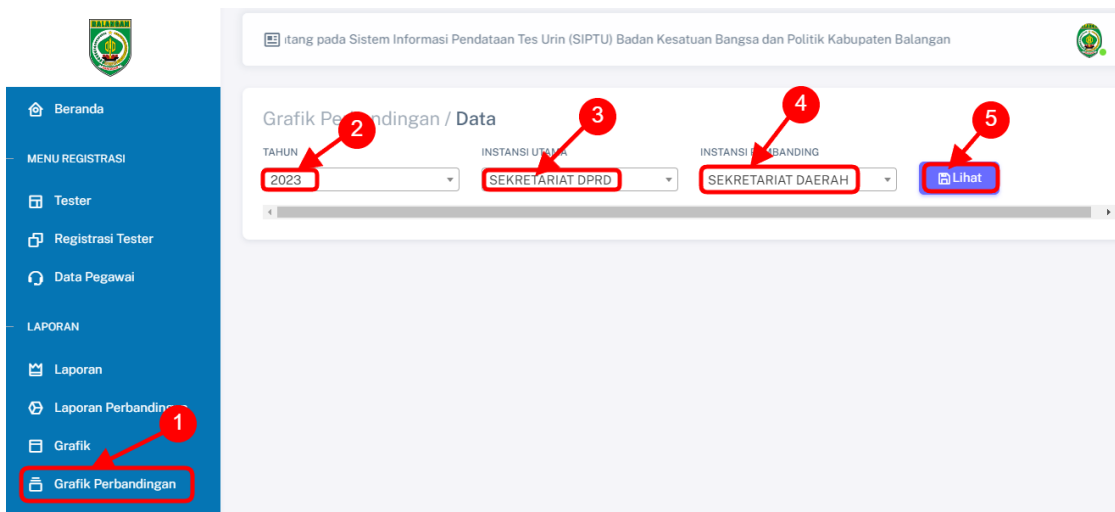 BALANGAN
itang pada Sistem Informasi Pendataan Tes Urin (SIPTU) Badan Kesatuan Bangsa dan Politik Kabupaten Balangan
Beranda
MENU REGISTRASI
Tester
Registrasi Tester
Data Pegawai
LAPORAN
Laporan
Laporan Perbandingan
1
Grafik
Grafik Perbandingan
Grafik Perbandingan / Data
2
3
4
5
TAHUN
INSTANSI UTAMA
INSTANSI PEMBANDING
2023
SEKRETARIAT DPRD
SEKRETARIAT DAERAH
Lihat